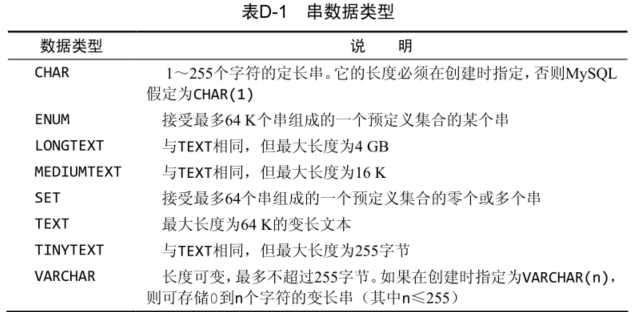 表D-1 串数据类型
数据类型 说 明
CHAR 1～255个字符的定长串。它的长度必须在创建时指定，否则MySQL
假定为CHAR(1)
ENUM 接受最多64 K个串组成的一个预定义集合的某个串
LONGTEXT 与TEXT相同，但最大长度为4 GB
MEDIUMTEXT 与TEXT相同，但最大长度为16 K
SET 接受最多64个串组成的一个预定义集合的零个或多个串
TEXT 最大长度为64 K的变长文本
TINYTEXT 与TEXT相同，但最大长度为255字节
VARCHAR 长度可变，最多不超过255字节。如果在创建时指定为VARCHAR(n)，
则可存储0到n个字符的变长串（其中n≤255）